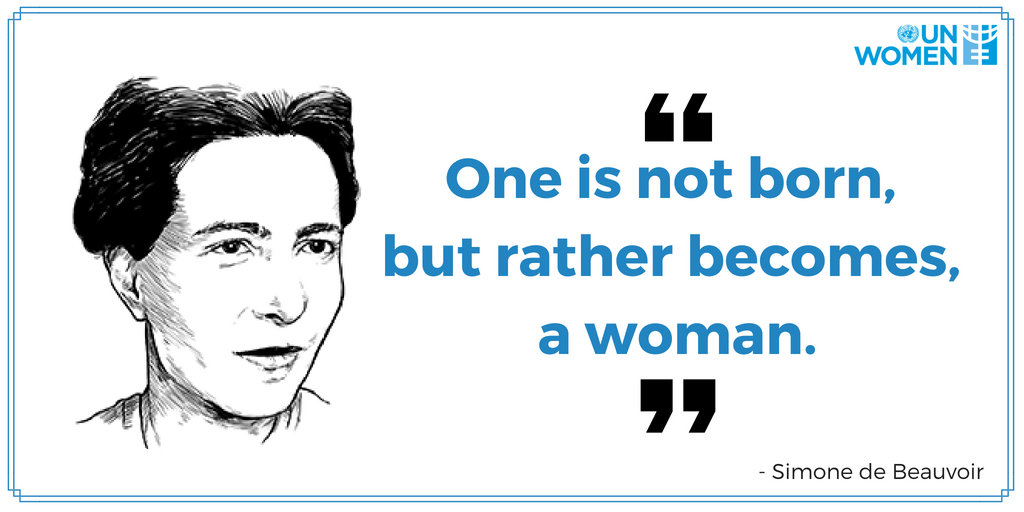 UN
WOMEN
“
One is not born,
but rather becomes,
a woman.
”
- Simone de Beauvoir